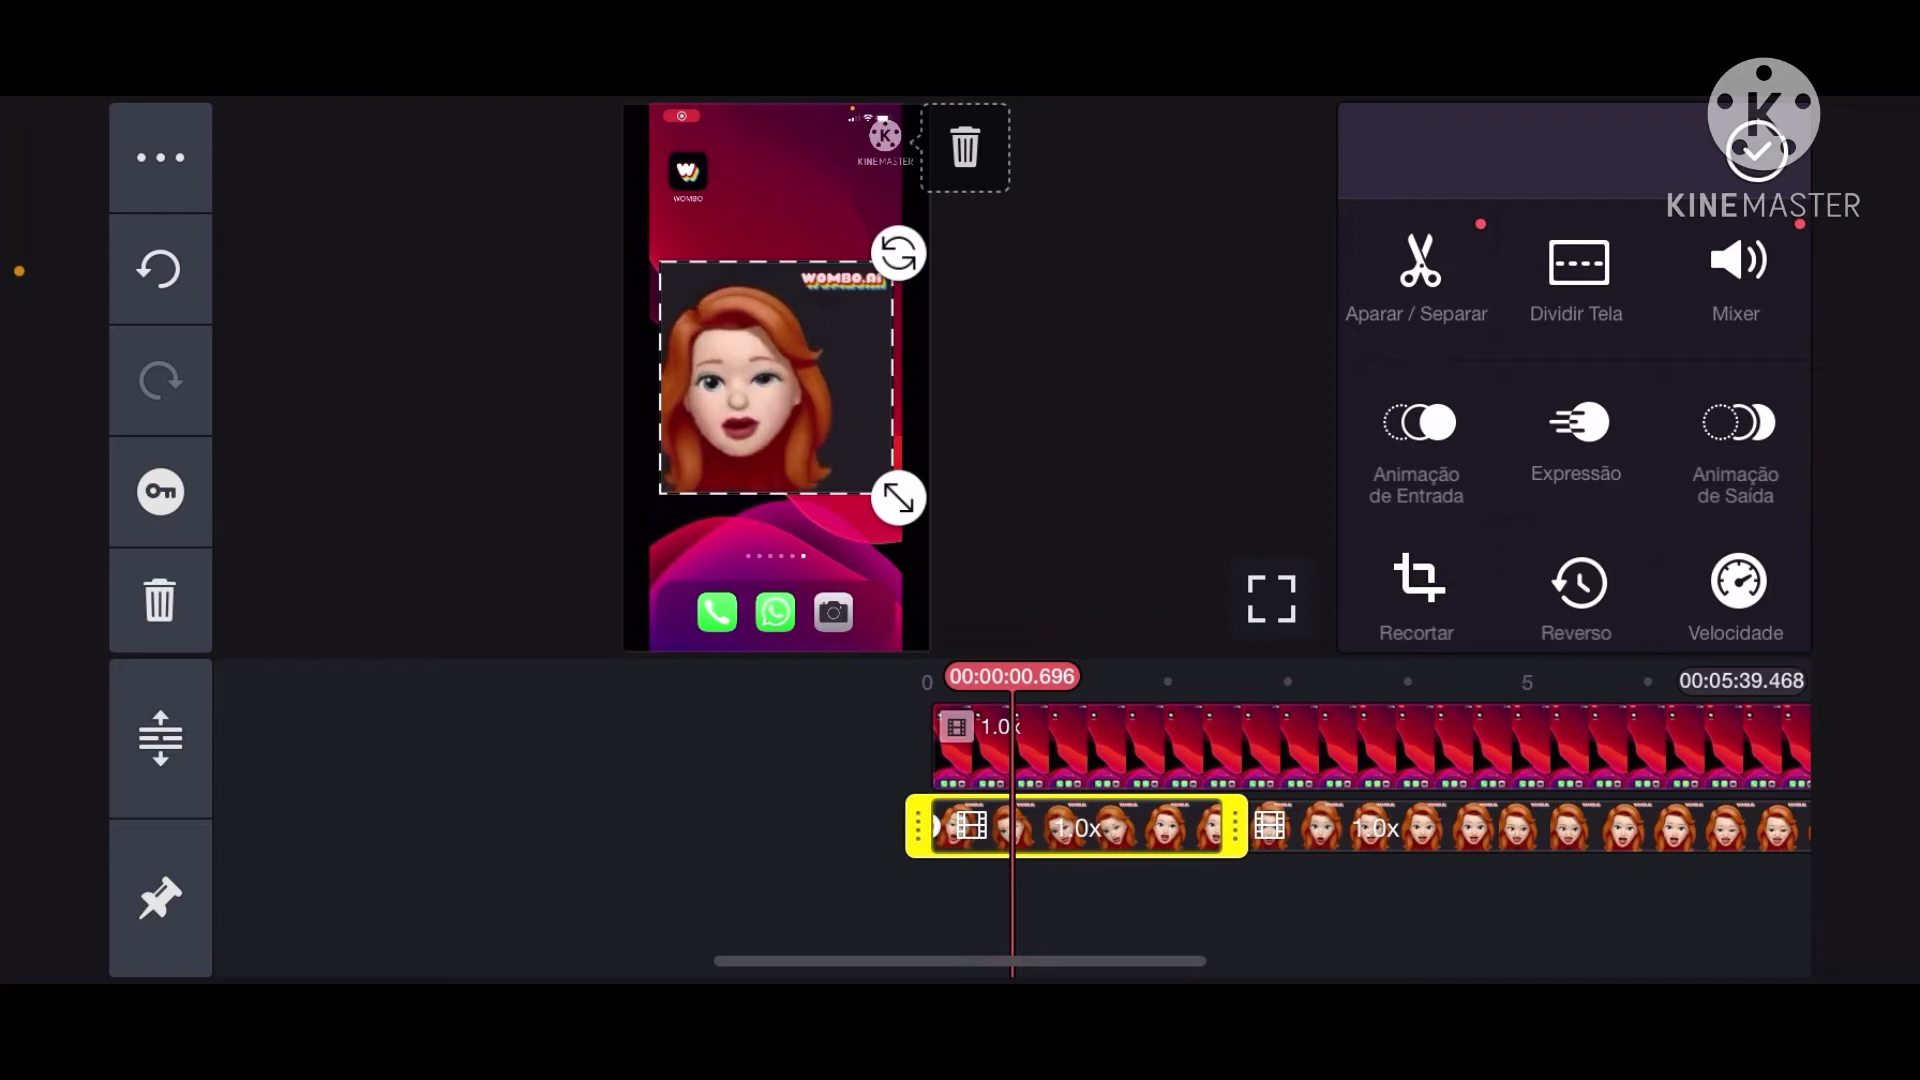 KINEMASTER
WOMBO
WOMBO.AI
KINEMASTER
Aparar / Separar
Dividir Tela
Mixer
Animação
de Entrada
Expressão
Animação
de Saída
Recortar
Reverso
Velocidade
0
00:00:00.696
5
00:05:39.468
1.0x
1.0x
1.0x